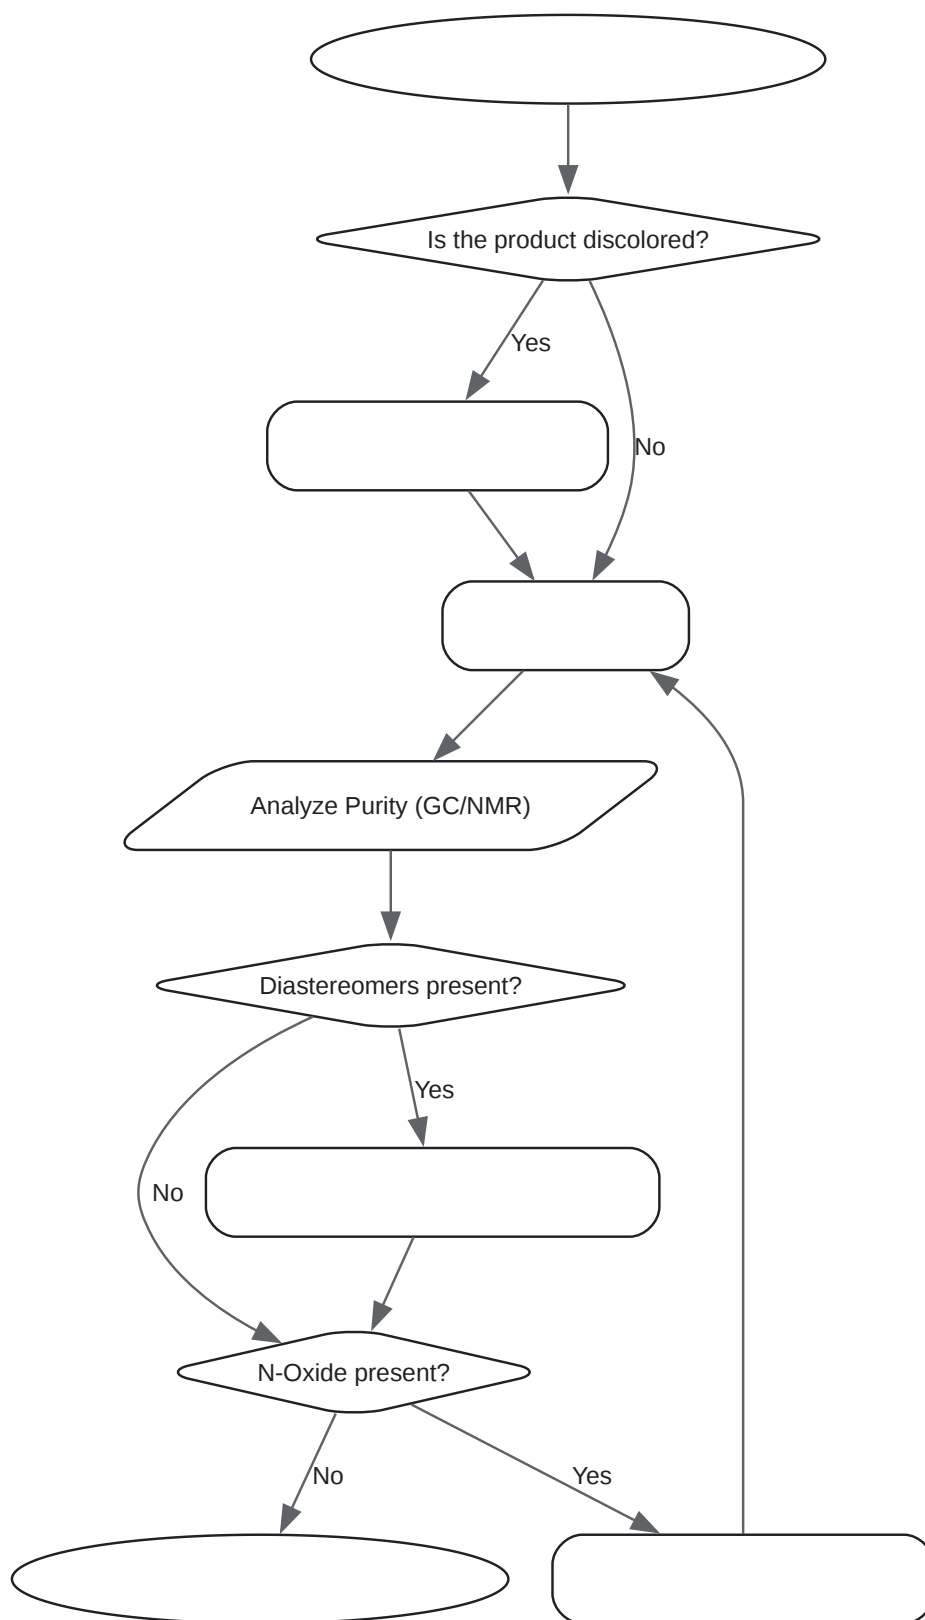 Is the product discolored?
Yes
No
Analyze Purity (GC/NMR)
Diastereomers present?
Yes
No
N-Oxide present?
No
Yes